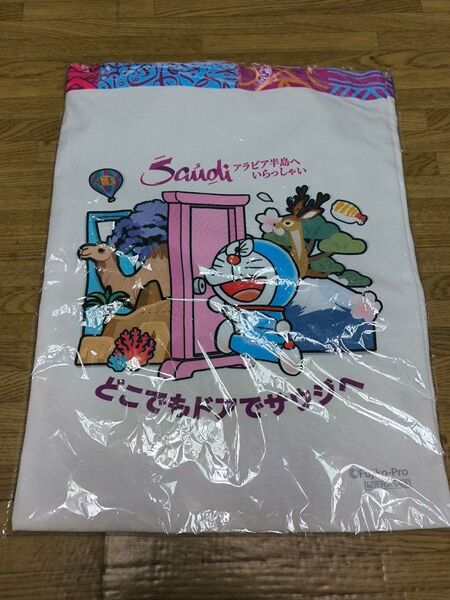 Saudi
アラビア半島へ
いらっしゃい
どこでもドアでサウジへ
©Fujiko-Pro